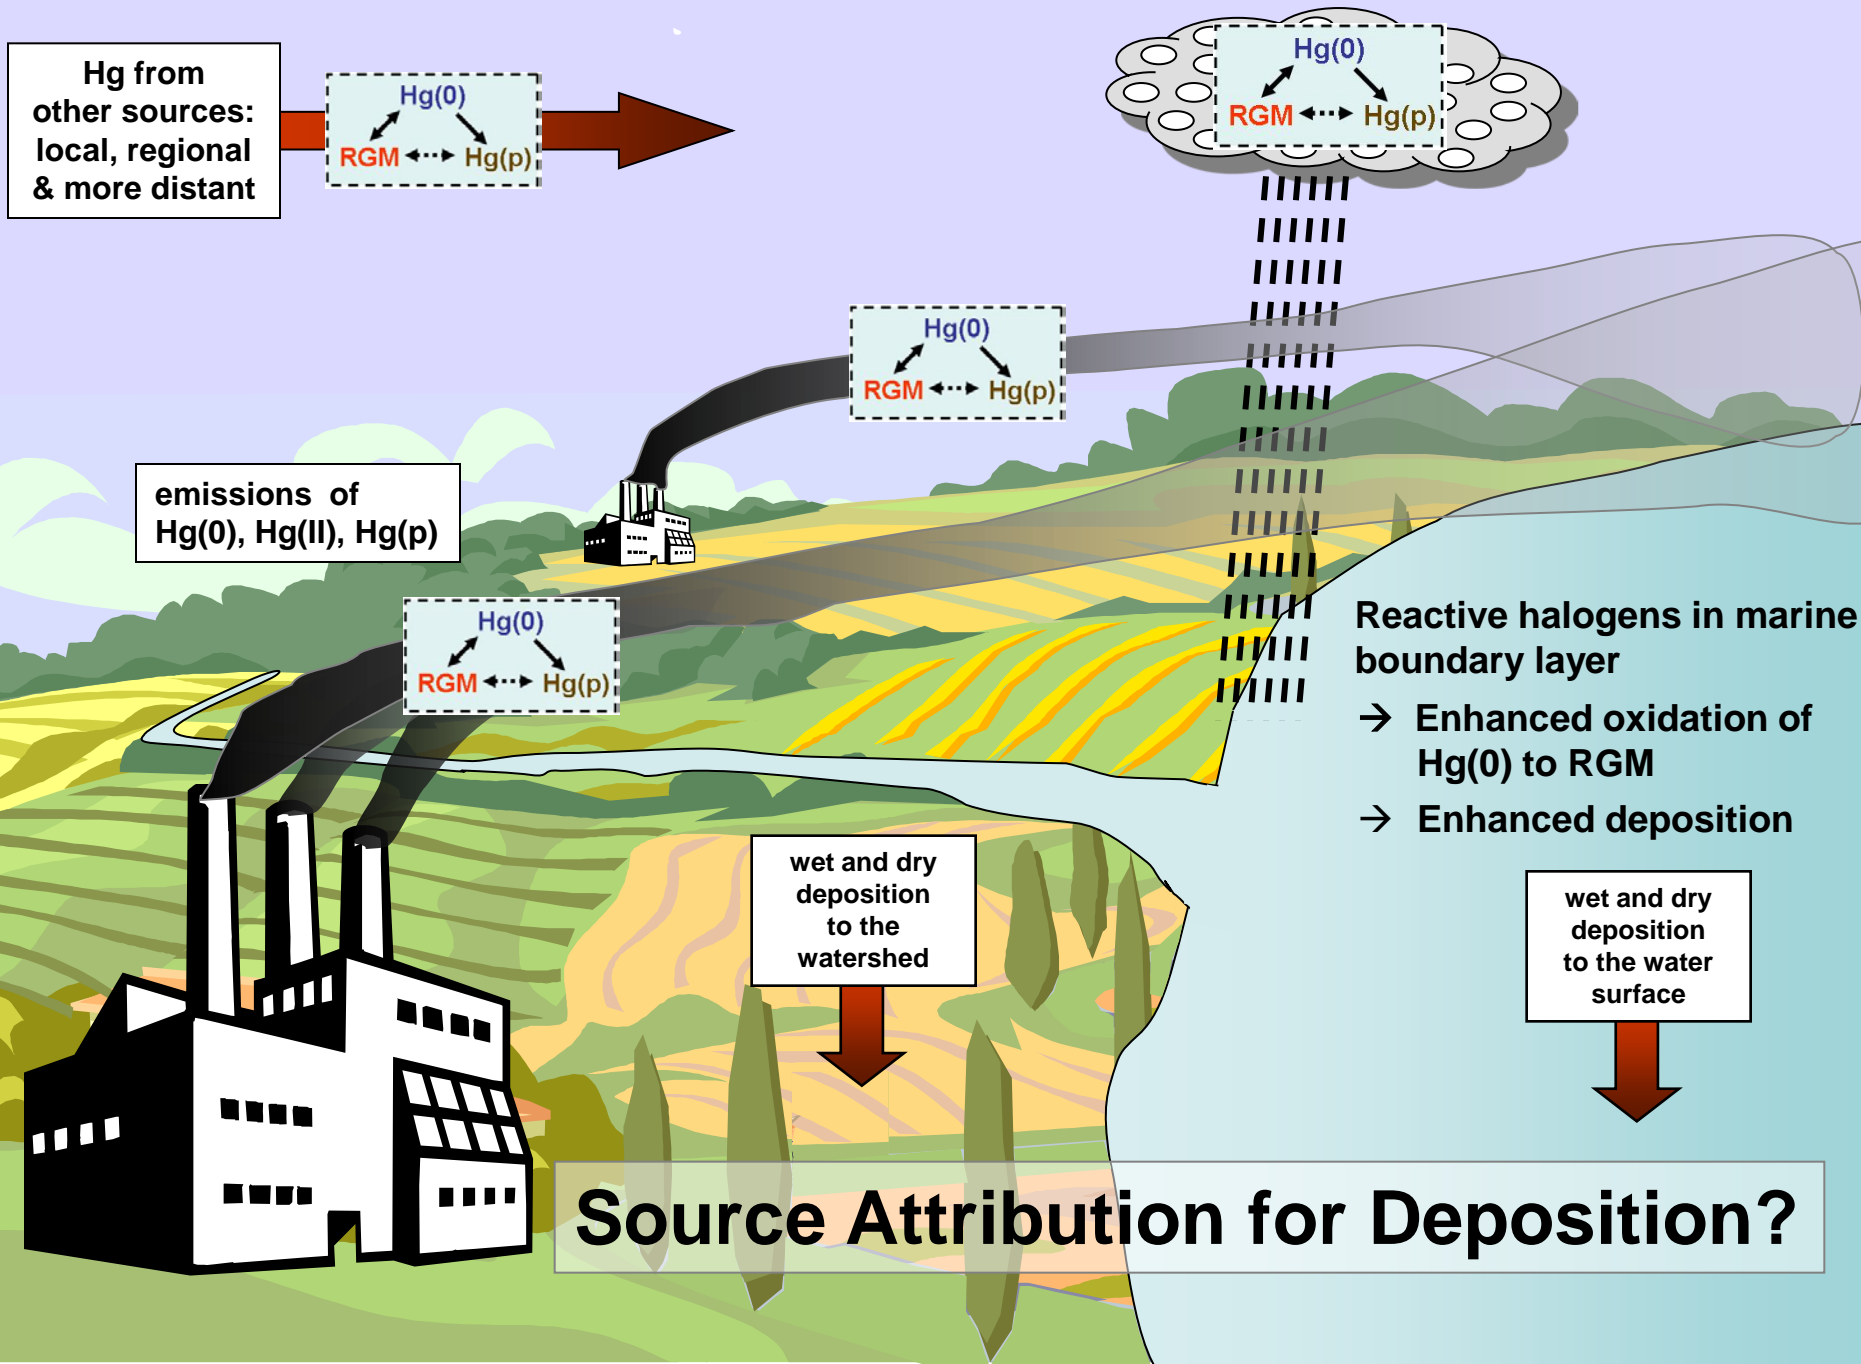 Hg from
other sources:
local, regional
& more distant
Hg(0)
RGM Hg(p)
Hg(0)
RGM Hg(p)
Hg(0)
RGM Hg(p)
emissions of
Hg(0), Hg(II), Hg(p)
Hg(0)
RGM Hg(p)
Reactive halogens in marine
boundary layer
→ Enhanced oxidation of
Hg(0) to RGM
→ Enhanced deposition
wet and dry
deposition
to the
watershed
wet and dry
deposition
to the water
surface
Source Attribution for Deposition?